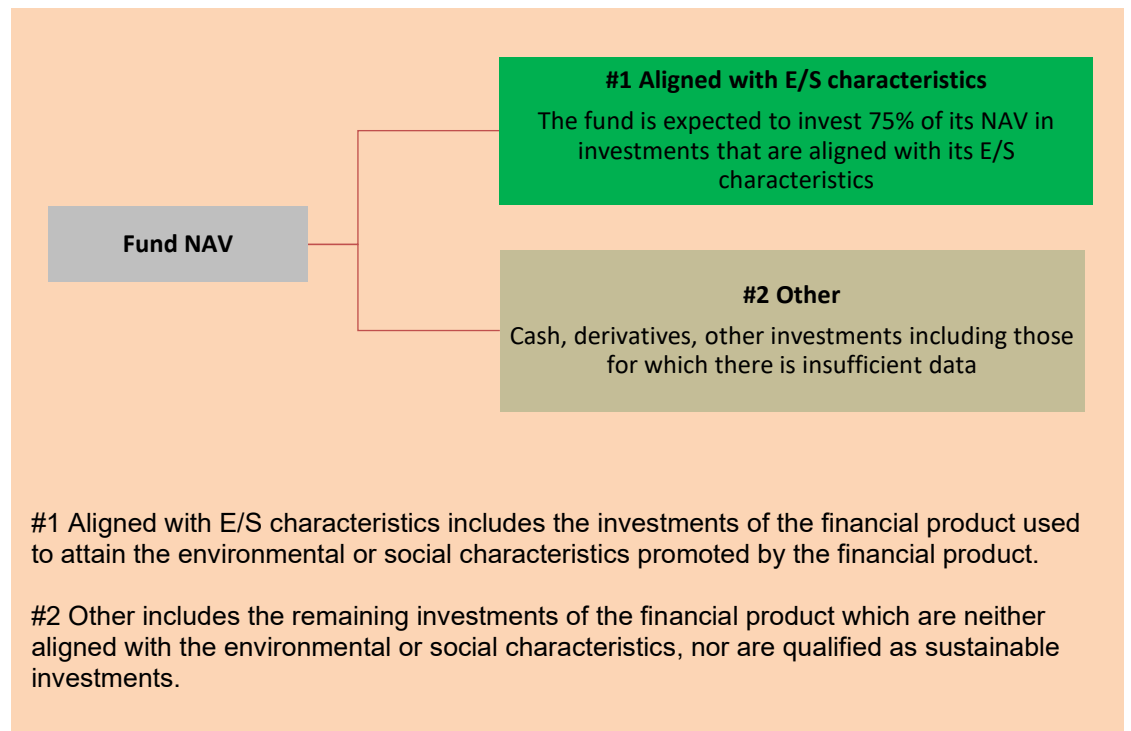 #1 Aligned with E/S characteristics
The fund is expected to invest 75% of its NAV in
investments that are aligned with its E/S
characteristics
Fund NAV
#2 Other
Cash, derivatives, other investments including those
for which there is insufficient data
#1 Aligned with E/S characteristics includes the investments of the financial product used
to attain the environmental or social characteristics promoted by the financial product.
#2 Other includes the remaining investments of the financial product which are neither
aligned with the environmental or social characteristics, nor are qualified as sustainable
investments.